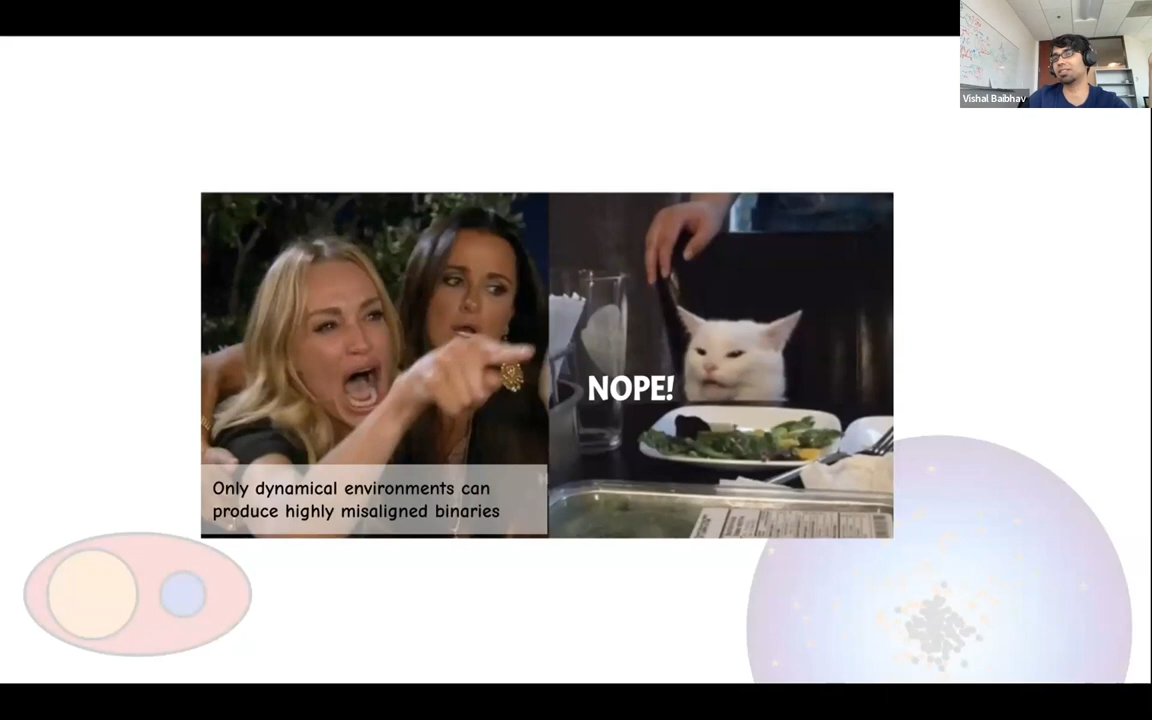 Vishal Baibhav
NOPE!
Only dynamical environments can
produce highly misaligned binaries